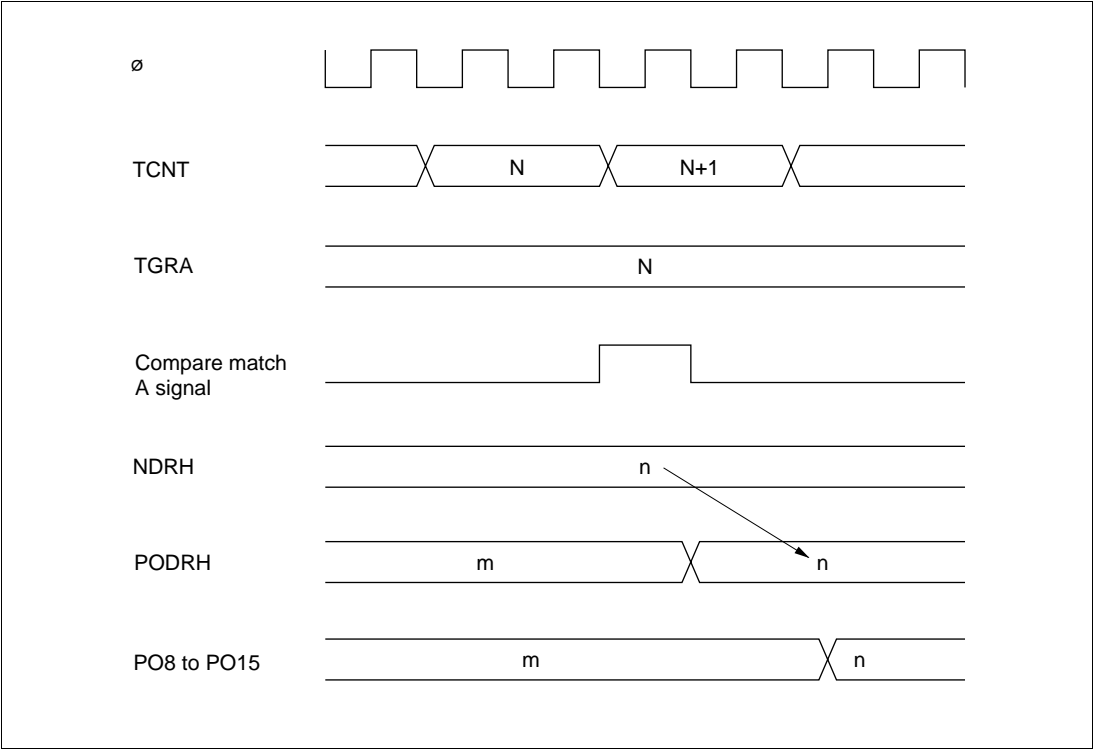 ø
TCNT
N
N+1
TGRA
N
Compare match
A signal
NDRH
n
PODRH
m
n
PO8 to PO15
m
n